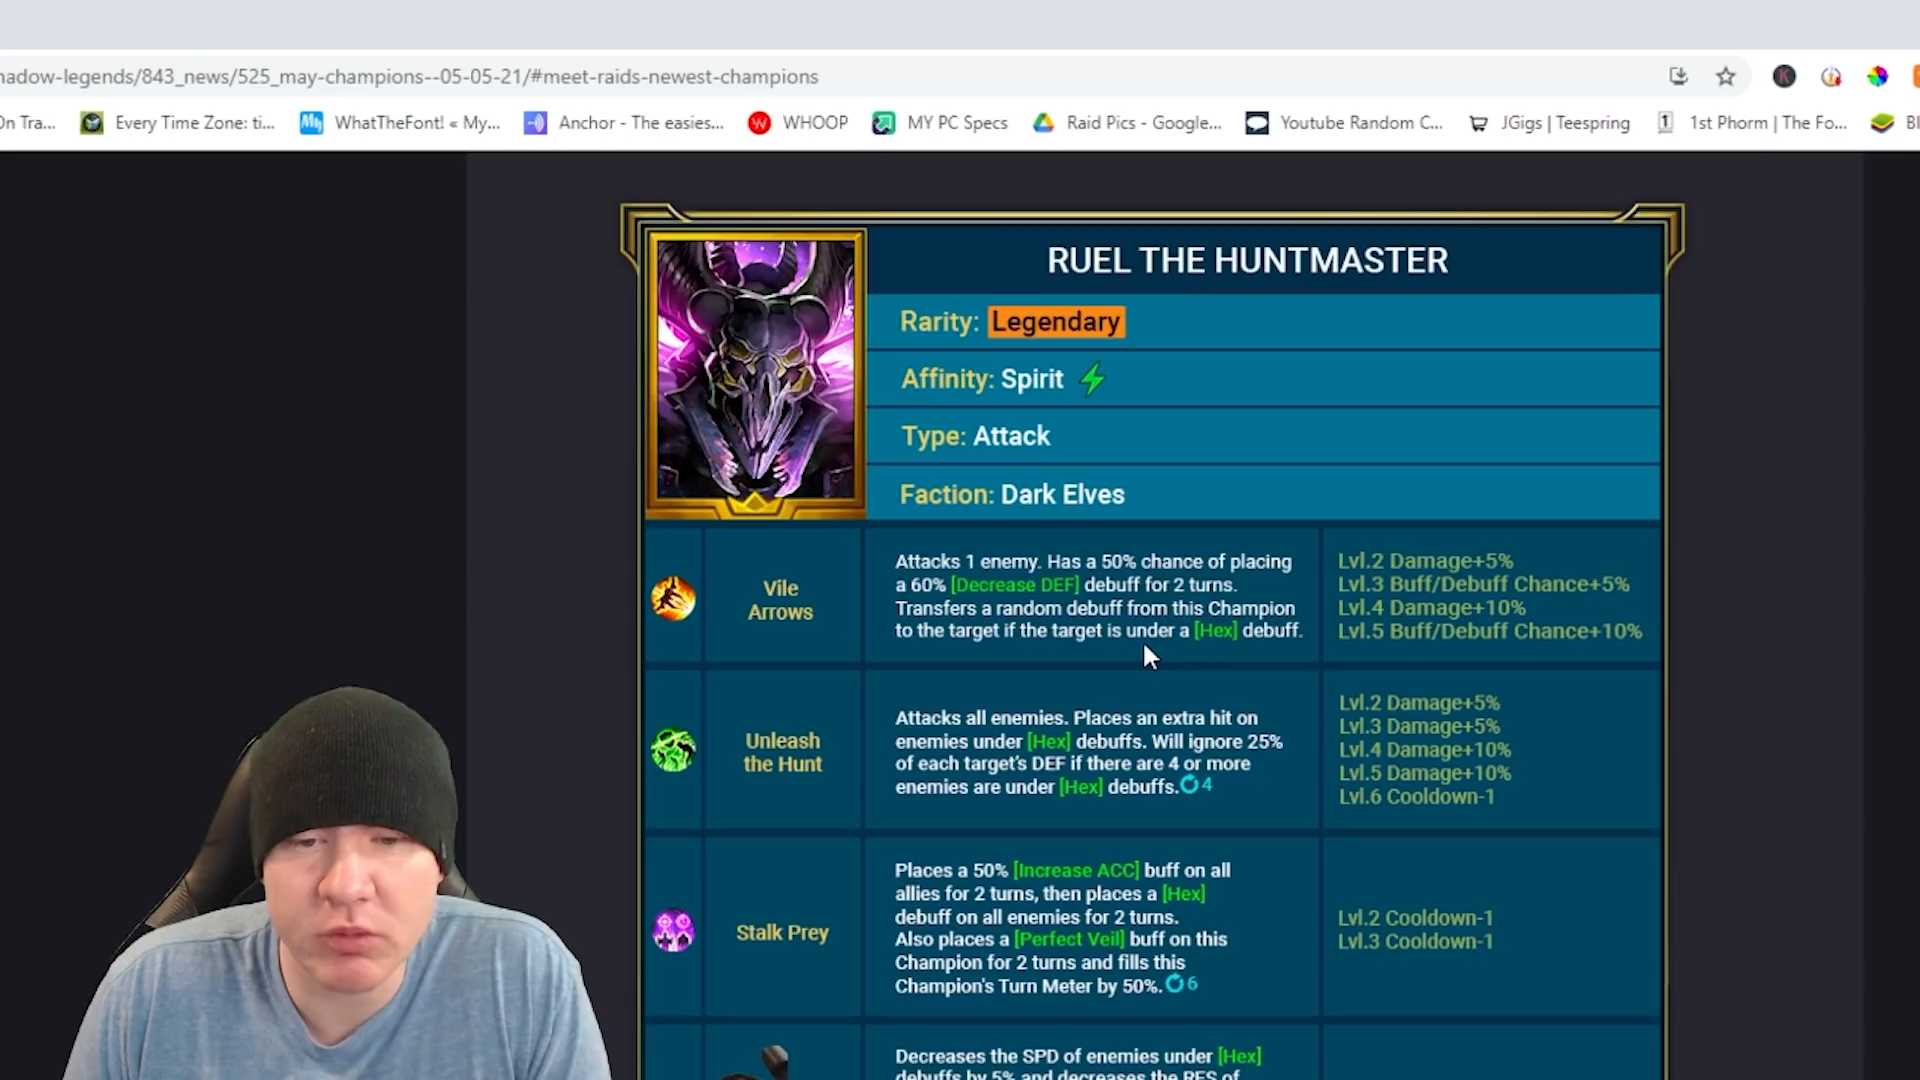 hadow-legends/843_news/525_may-champions--05-05-21/#meet-raids-newest-champions
On Tra...
Every Time Zone: ti...
WhatTheFont! « My...
Anchor - The easies...
WHOOP
MY PC Specs
Raid Pics - Google...
Youtube Random C...
JGigs | Teespring
1st Phorm | The Fo...
RUEL THE HUNTMASTER
Rarity: Legendary
Affinity: Spirit
Type: Attack
Faction: Dark Elves
Vile
Arrows
Attacks 1 enemy. Has a 50% chance of placing
a 60% [Decrease DEF] debuff for 2 turns.
Transfers a random debuff from this Champion
to the target if the target is under a [Hex] debuff.
Lvl.2 Damage+5%
Lvl.3 Buff/Debuff Chance+5%
Lvl.4 Damage+10%
Lvl.5 Buff/Debuff Chance+10%
Unleash
the Hunt
Attacks all enemies. Places an extra hit on
enemies under [Hex] debuffs. Will ignore 25%
of each target's DEF if there are 4 or more
enemies are under [Hex] debuffs. 4
Lvl.2 Damage+5%
Lvl.3 Damage+5%
Lvl.4 Damage+10%
Lvl.5 Damage+10%
Lvl.6 Cooldown-1
Stalk Prey
Places a 50% [Increase ACC] buff on all
allies for 2 turns, then places a [Hex]
debuff on all enemies for 2 turns.
Also places a [Perfect Veil] buff on this
Champion for 2 turns and fills this
Champion's Turn Meter by 50%. 6
Lvl.2 Cooldown-1
Lvl.3 Cooldown-1
Decreases the SPD of enemies under [Hex]
debuffs by 5% and decreases the RES of